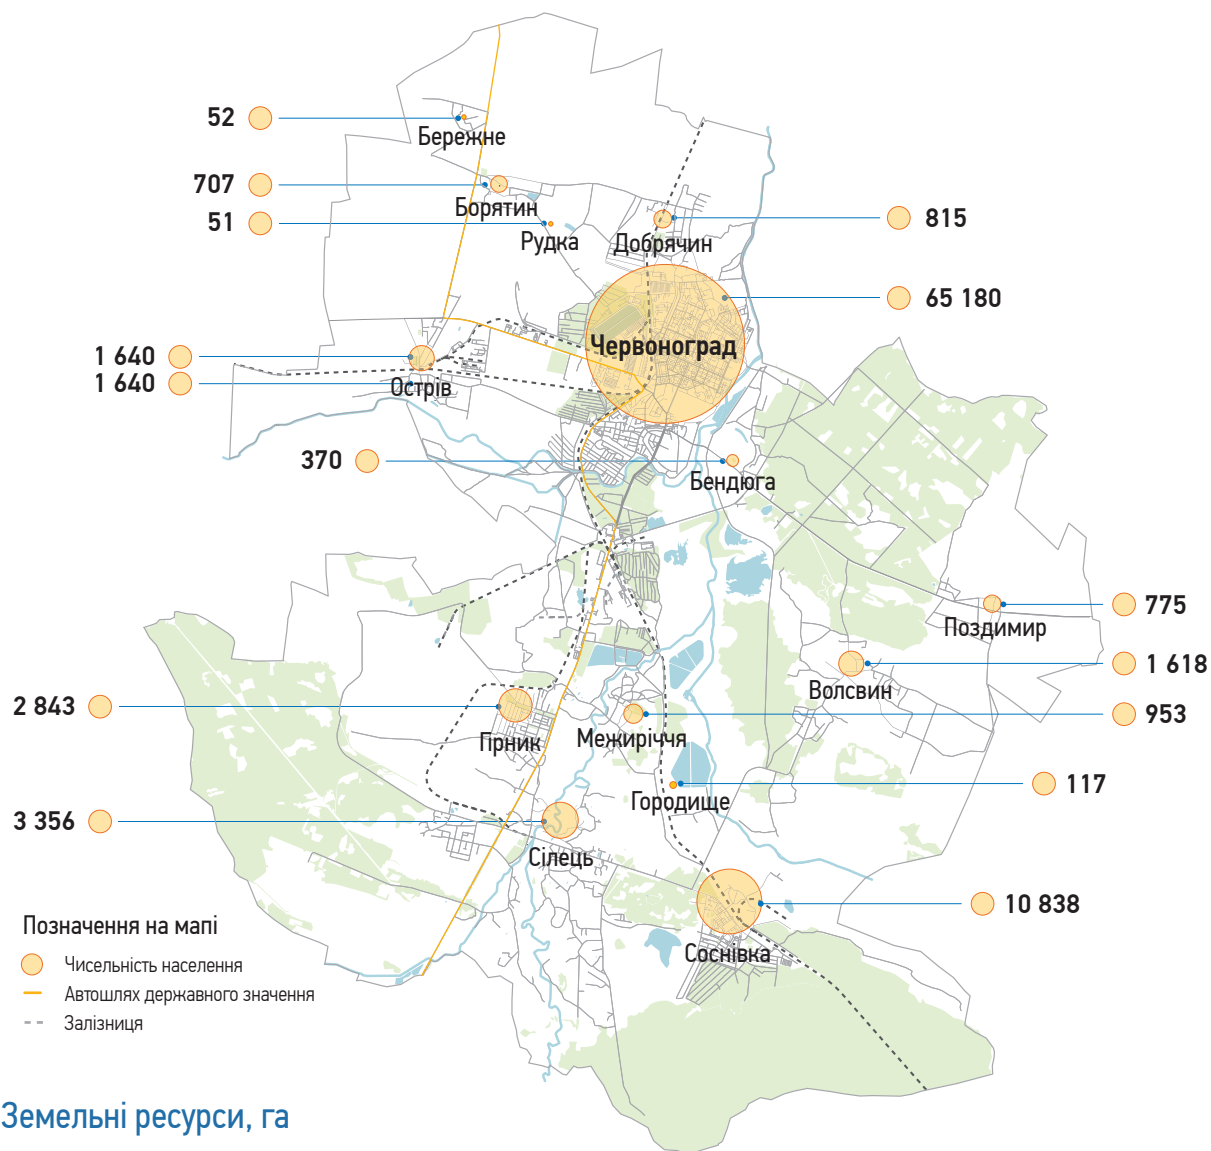 52
Бережне
707
Борятин
51
Рудка
815
Добрячин
65 180
Червоноград
1 640
1 640
Острів
370
Бендюга
775
Поздимир
1 618
Волсвин
2 843
Гірник
953
Межиріччя
117
Городище
3 356
Сілець
10 838
Соснівка
Позначення на мапі
Чисельність населення
Автошлях державного значення
Залізниця
Земельні ресурси, га